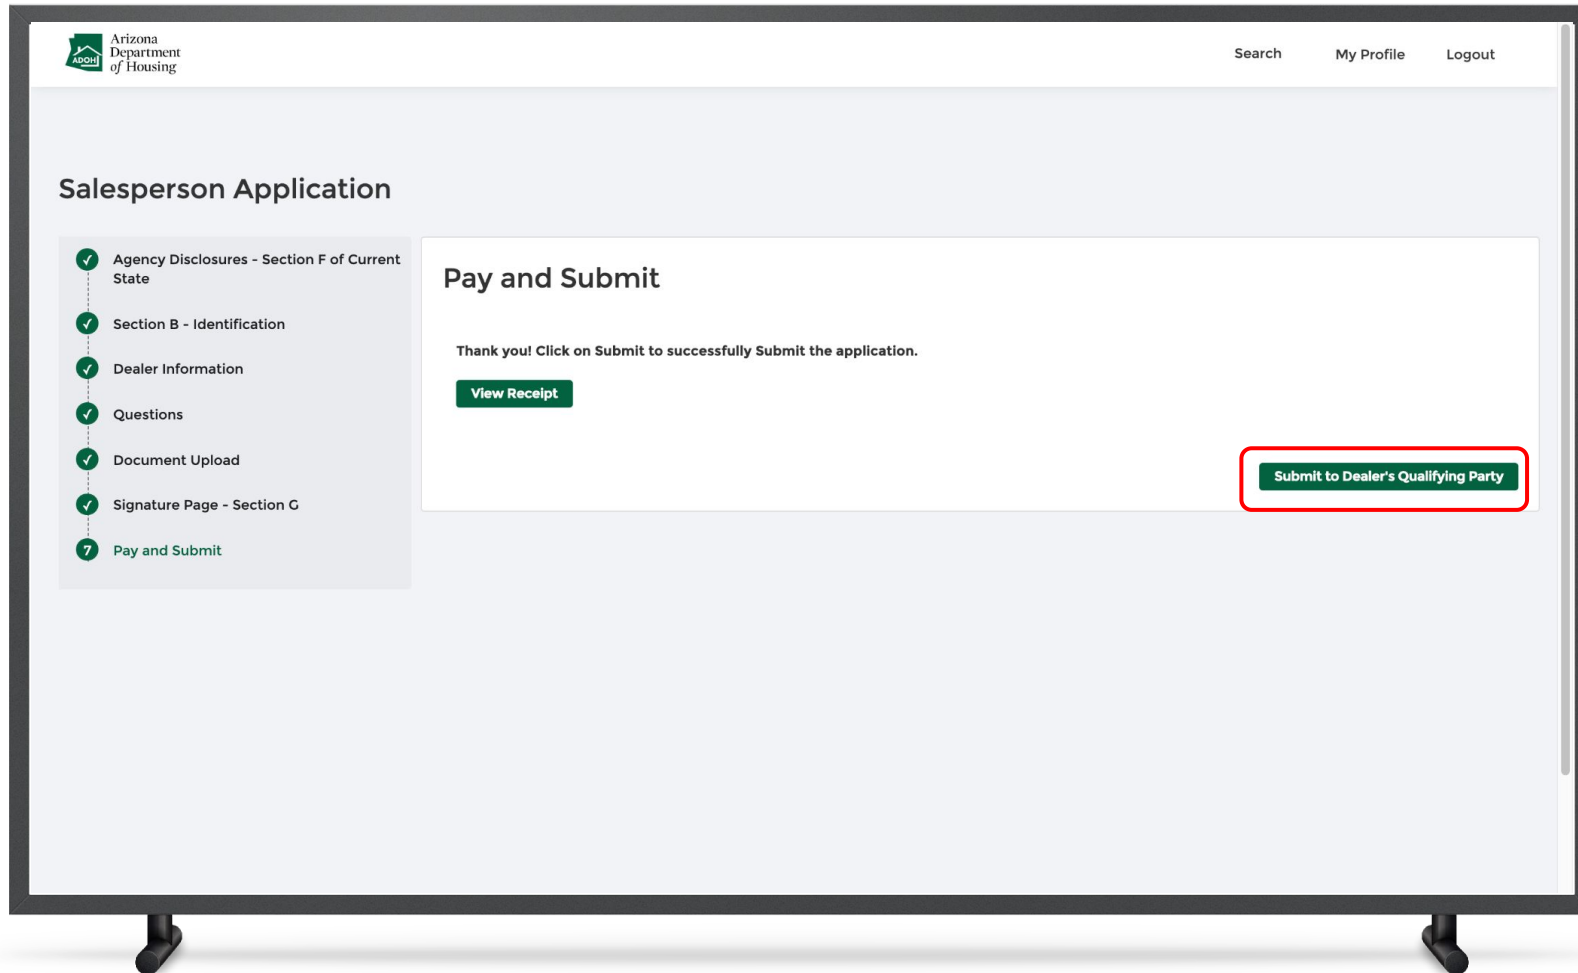 Arizona
Department
of Housing
ADOH
Search
My Profile
Logout
Salesperson Application
Agency Disclosures - Section F of Current
State
Section B - Identification
Dealer Information
Questions
Document Upload
Signature Page - Section G
7
Pay and Submit
Pay and Submit
Thank you! Click on Submit to successfully Submit the application.
View Receipt
Submit to Dealer's Qualifying Party